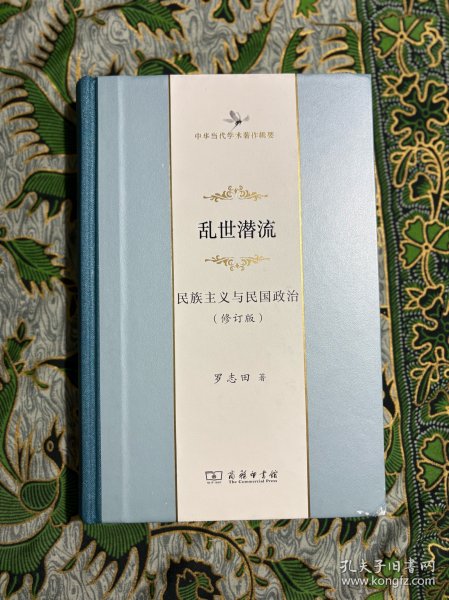 中华当代学术著作辑要
乱世潜流
民族主义与民国政治
(修订版)
罗志田 著
商务印书馆
The Commercial Press
孔夫子旧书网
www.kongfz.com